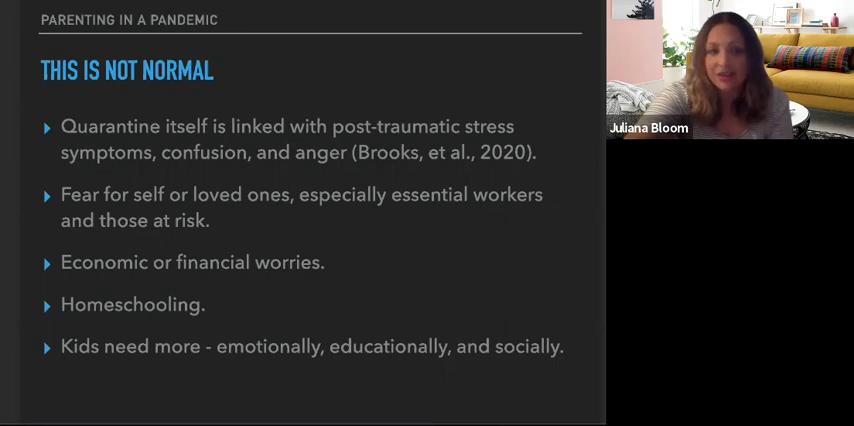 PARENTING IN A PANDEMIC
THIS IS NOT NORMAL
Quarantine itself is linked with post-traumatic stress
symptoms, confusion, and anger (Brooks, et al., 2020).
Fear for self or loved ones, especially essential workers
and those at risk.
Economic or financial worries.
Homeschooling.
Kids need more - emotionally, educationally, and socially.
Juliana Bloom